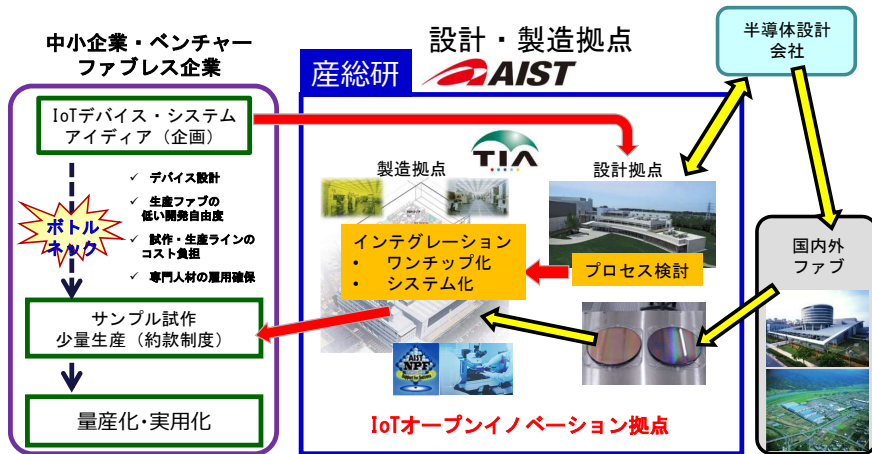 中小企業・ベンチャー
ファブレス企業
IoTデバイス・システム
アイディア（企画）
✓ デバイス設計
✓ 生産ファブの
低い開発自由度
✓ 試作・生産ラインの
コスト負担
✓ 専門人材の雇用確保
ボトル
ネック
サンプル試作
少量生産（約款制度）
量産化・実用化
設計・製造拠点
産総研
AIST
TIA
製造拠点
設計拠点
インテグレーション
• ワンチップ化
• システム化
プロセス検討
AIST
NPF
IoTオープンイノベーション拠点
半導体設計
会社
国内外
ファブ